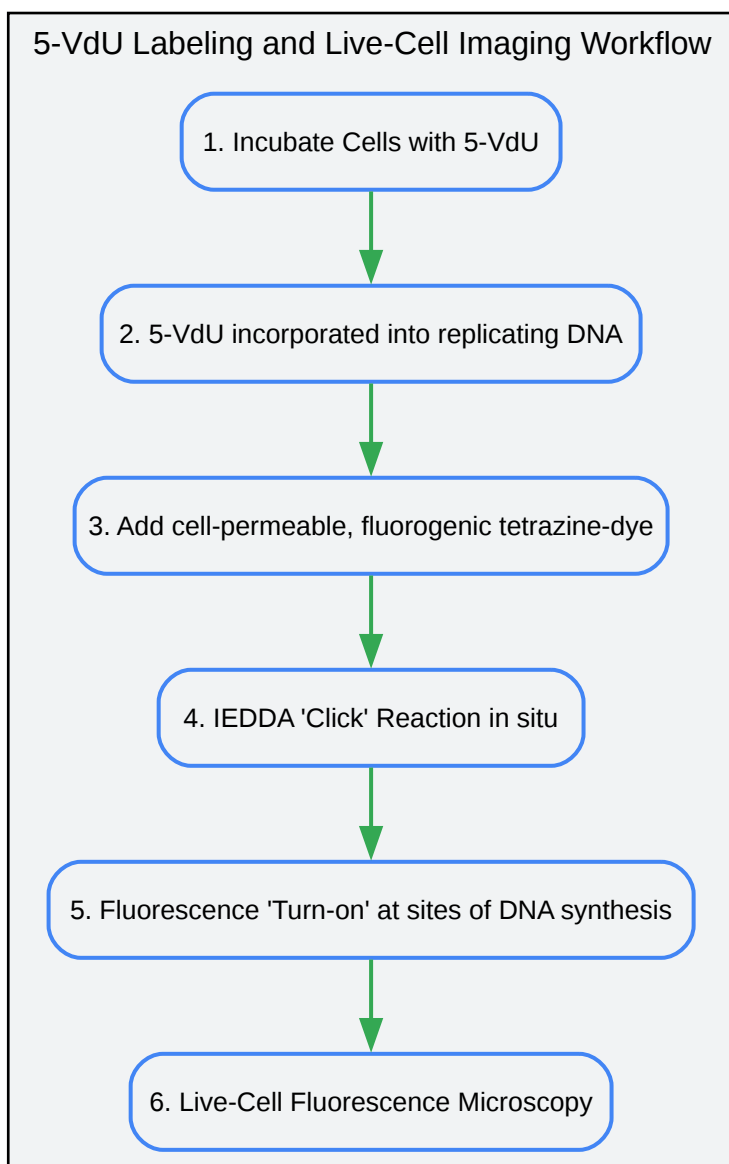 5-VdU Labeling and Live-Cell Imaging Workflow
1. Incubate Cells with 5-VdU
2. 5-VdU incorporated into replicating DNA
3. Add cell-permeable, fluorogenic tetrazine-dye
4. IEDDA 'Click' Reaction in situ
5. Fluorescence 'Turn-on' at sites of DNA synthesis
6. Live-Cell Fluorescence Microscopy